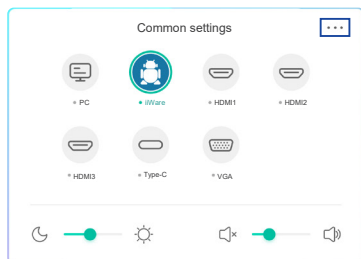 Common settings
PC
iiWare
HDMI1
HDMI2
HDMI3
Type-C
VGA